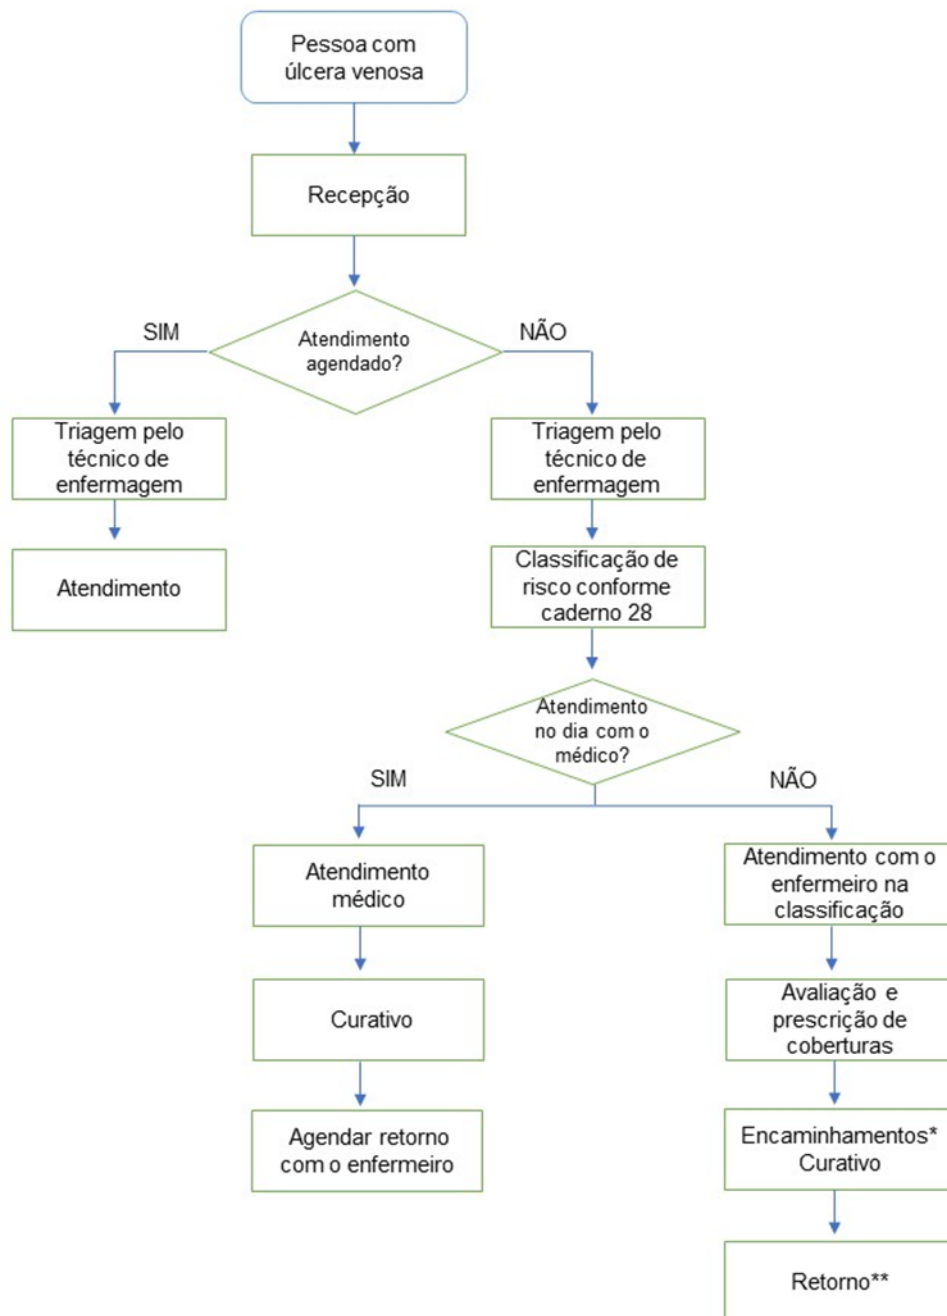 Pessoa com
úlcera venosa
Recepção
Atendimento
agendado?
SIM
NÃO
Triagem pelo
técnico de
enfermagem
Atendimento
Triagem pelo
técnico de
enfermagem
Classificação de
risco conforme
caderno 28
Atendimento
no dia com o
médico?
SIM
NÃO
Atendimento
médico
Curativo
Agendar retorno
com o enfermeiro
Atendimento com o
enfermeiro na
classificação
Avaliação e
prescrição de
coberturas
Encaminhamentos*
Curativo
Retorno**